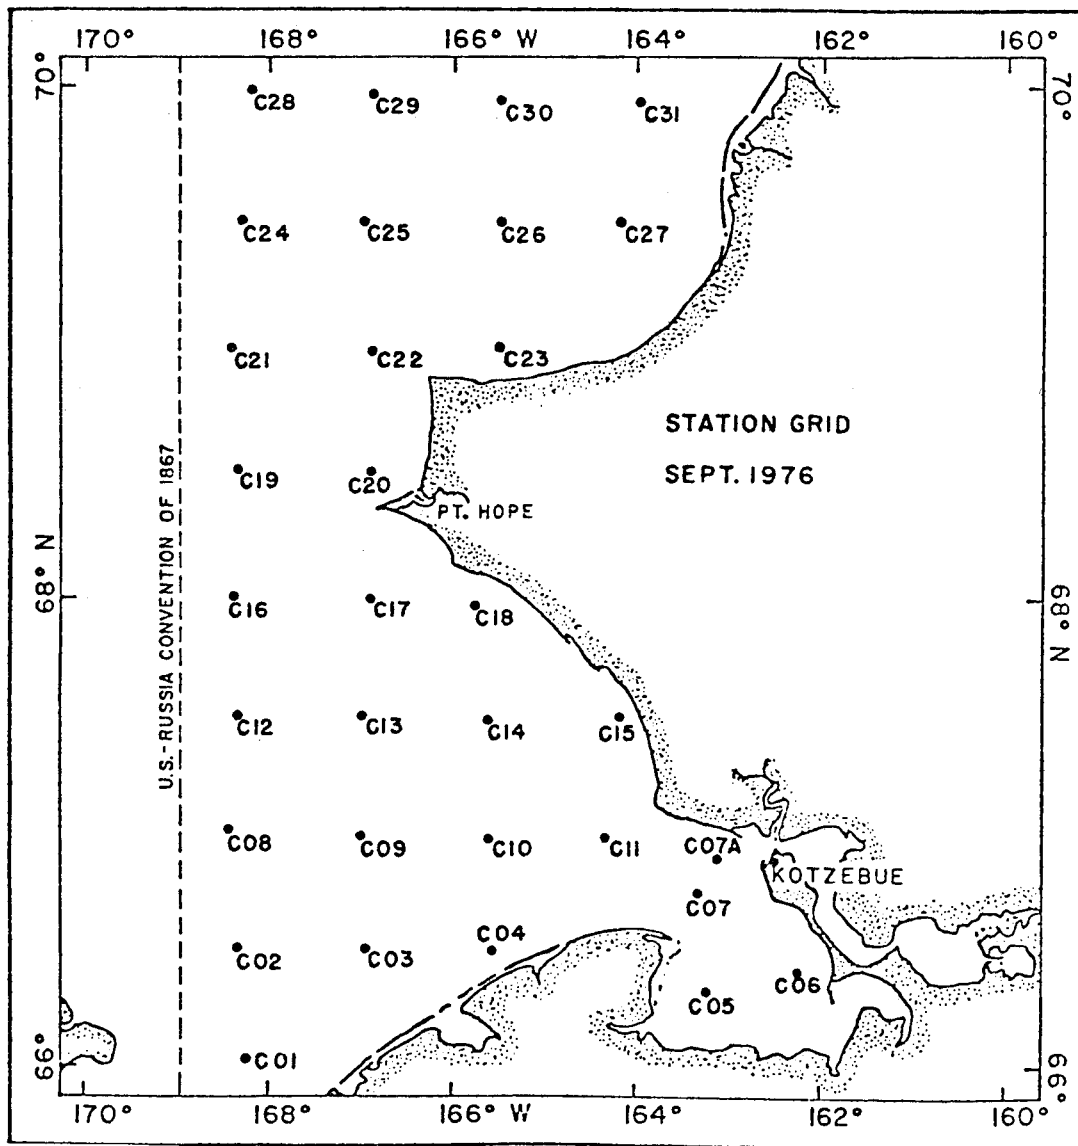 170° 168° 166° W 164° 162° 160°
70° 70°
C28 C29 C30 C31
C24 C25 C26 C27
C21 C22 C23
STATION GRID
SEPT. 1976
C19 C20
PT. HOPE
U.S.-RUSSIA CONVENTION OF 1867
68° N 68° N
C16 C17 C18
C12 C13 C14 C15
C08 C09 C10 C11 C07A
KOTZEBUE
C07
C02 C03 C04
C05 C06
C01
66° 66°
170° 168° 166° W 164° 162° 160°